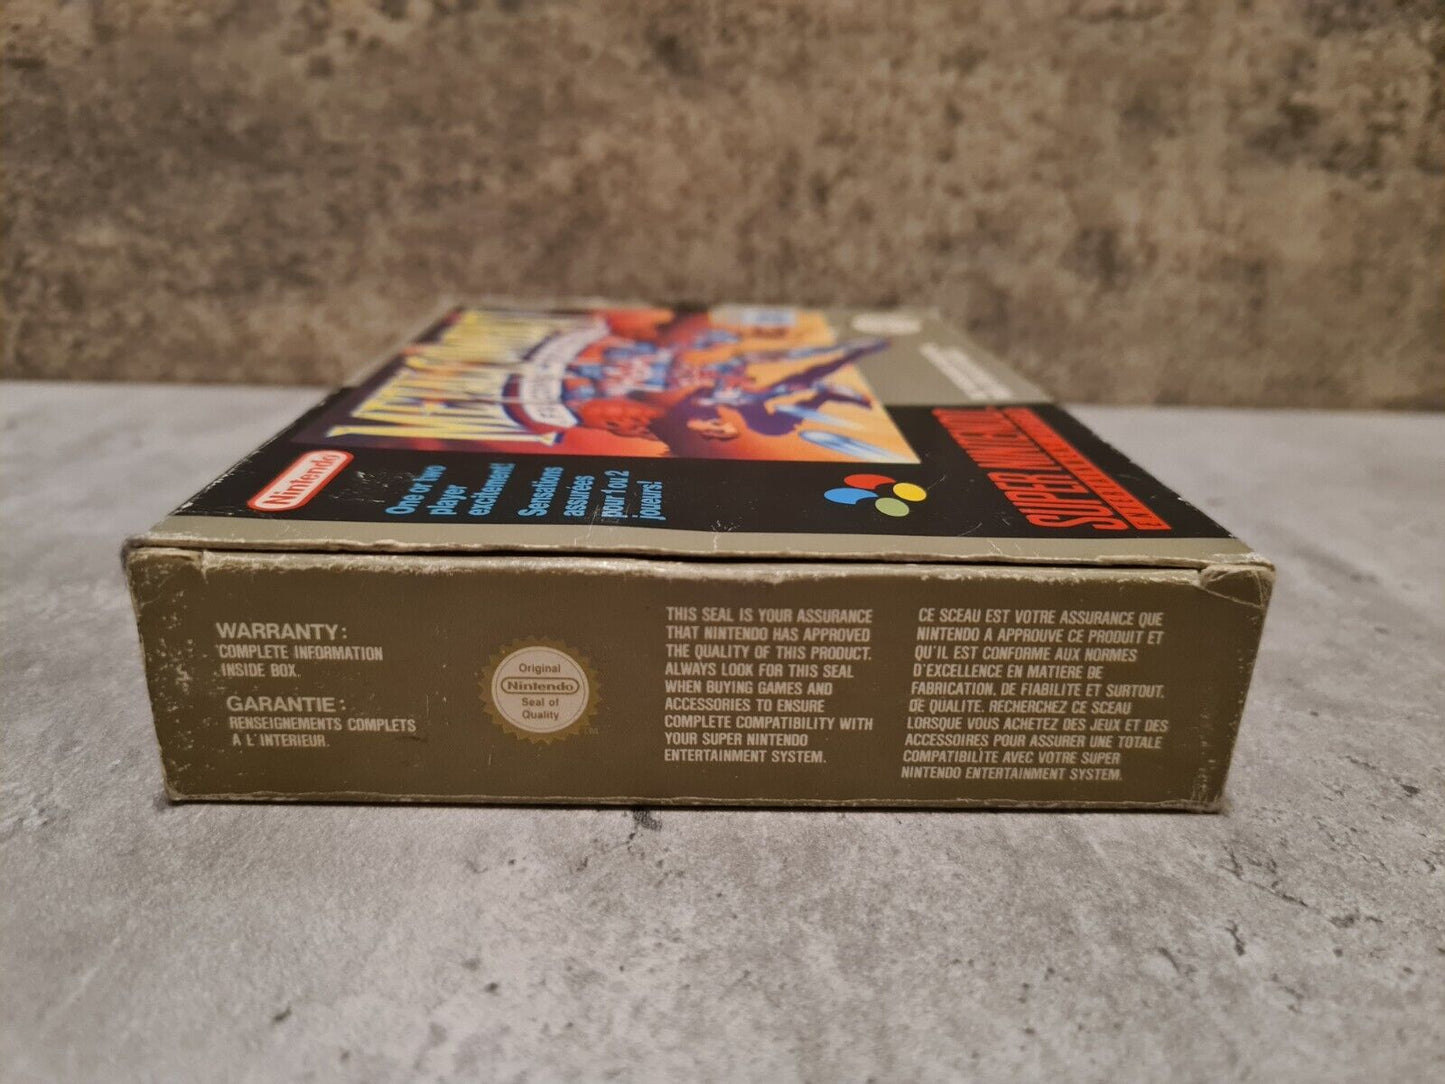 Nintendo
One or two
player
excitement!
Sensations
assurees
pour 1 ou 2
joueurs!
SUPER NINTENDO
WARRANTY:
COMPLETE INFORMATION
INSIDE BOX.
GARANTIE:
RENSEIGNEMENTS COMPLETS
A L'INTERIEUR.
Original
Nintendo
Seal of
Quality
TM
THIS SEAL IS YOUR ASSURANCE
THAT NINTENDO HAS APPROVED
THE QUALITY OF THIS PRODUCT.
ALWAYS LOOK FOR THIS SEAL
WHEN BUYING GAMES AND
ACCESSORIES TO ENSURE
COMPLETE COMPATIBILITY WITH
YOUR SUPER NINTENDO
ENTERTAINMENT SYSTEM.
CE SCEAU EST VOTRE ASSURANCE QUE
NINTENDO A APPROUVE CE PRODUIT ET
QU'IL EST CONFORME AUX NORMES
D'EXCELLENCE EN MATIERE DE
FABRICATION, DE FIABILITE ET SURTOUT,
DE QUALITE. RECHERCHEZ CE SCEAU
LORSQUE VOUS ACHETEZ DES JEUX ET DES
ACCESSOIRES POUR ASSURER UNE TOTALE
COMPATIBILITE AVEC VOTRE SUPER
NINTENDO ENTERTAINMENT SYSTEM.